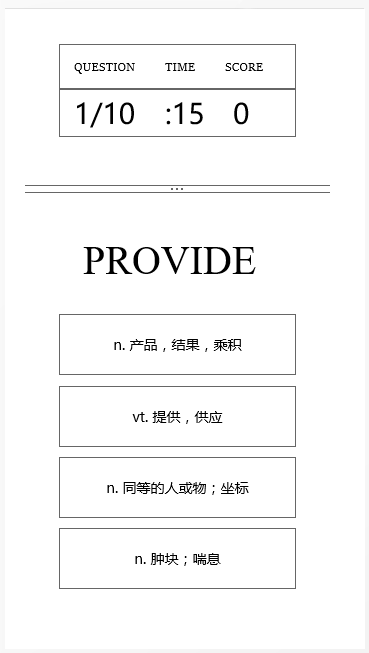 QUESTION TIME SCORE
1/10 :15 0
...
PROVIDE
n. 产品，结果，乘积
vt. 提供，供应
n. 同等的人或物；坐标
n. 肿块；喘息